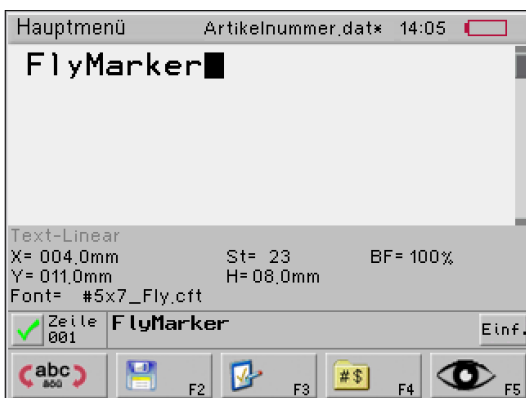 Hauptmenü Artikelnummer.dat* 14:05
FlyMarker
Text-Linear
X= 004.0mm St= 23 BF= 100%
Y= 011.0mm H= 08.0mm
Font= #5x7_Fly.cft
Zeile 001 FlyMarker Einf.
abc F2 F3 #$ F4 F5